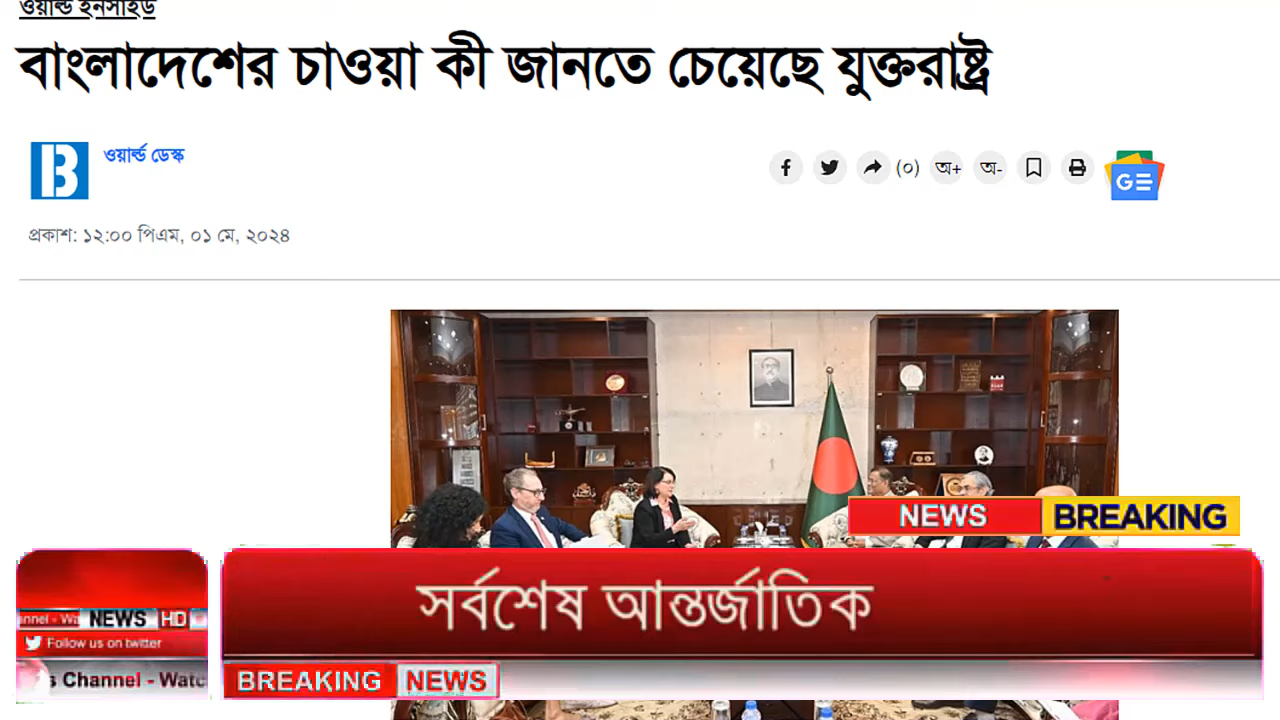 ওয়ার্ল্ড ইনসাইড
বাংলাদেশের চাওয়া কী জানতে চেয়েছে যুক্তরাষ্ট্র
B ওয়ার্ল্ড ডেস্ক
(০) অ+ অ- GE
প্রকাশ: ১২:০০ পিএম, ০১ মে, ২০২৪
NEWS BREAKING
সর্বশেষ আন্তর্জাতিক
NEWS HD
Follow us on twitter
s Channel - Watc
BREAKING NEWS